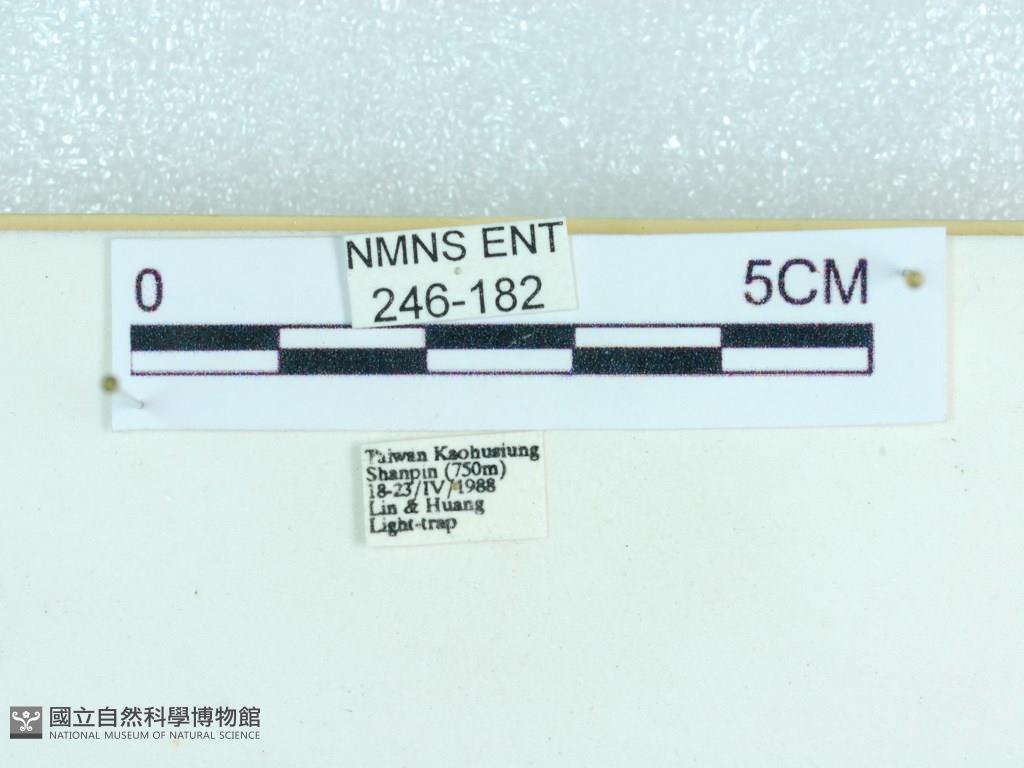 NMNS ENT
246-182
0
5CM
Taiwan Kaohusiung
Shanpin (750m)
18-23/IV/1988
Lin & Huang
Light-trap
國立自然科學博物館
NATIONAL MUSEUM OF NATURAL SCIENCE